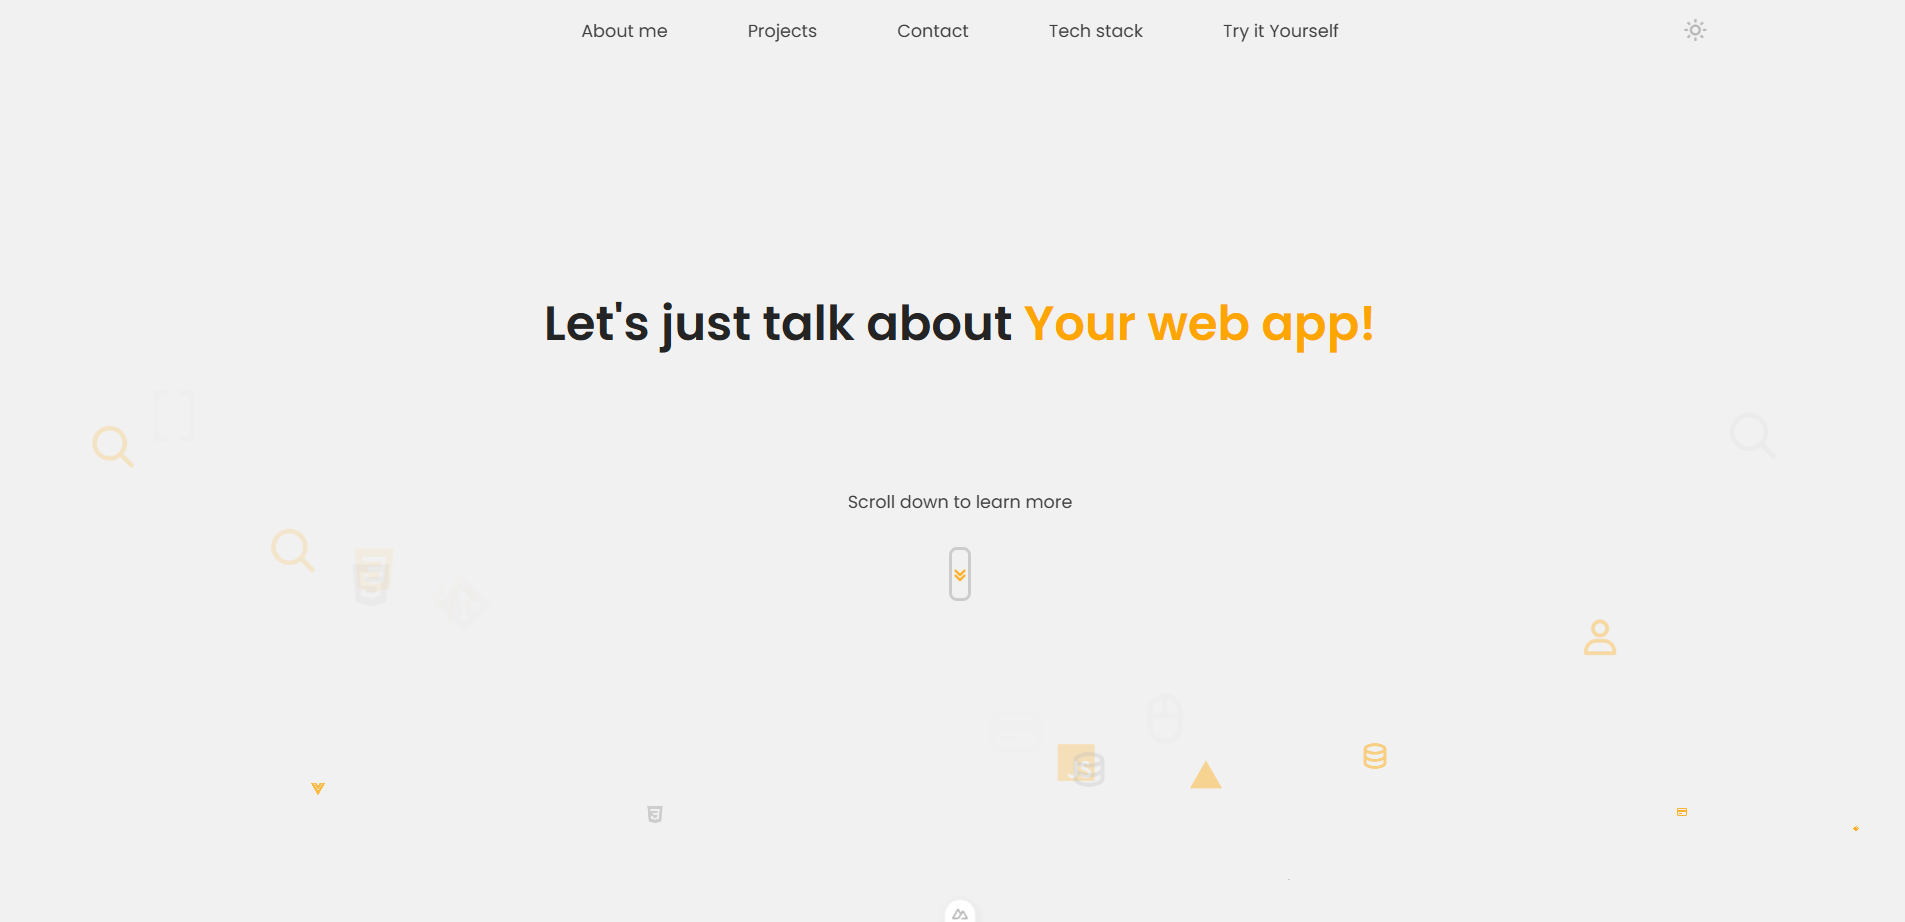 About me
Projects
Contact
Tech stack
Try it Yourself
Let's just talk about Your web app!
Scroll down to learn more
JS